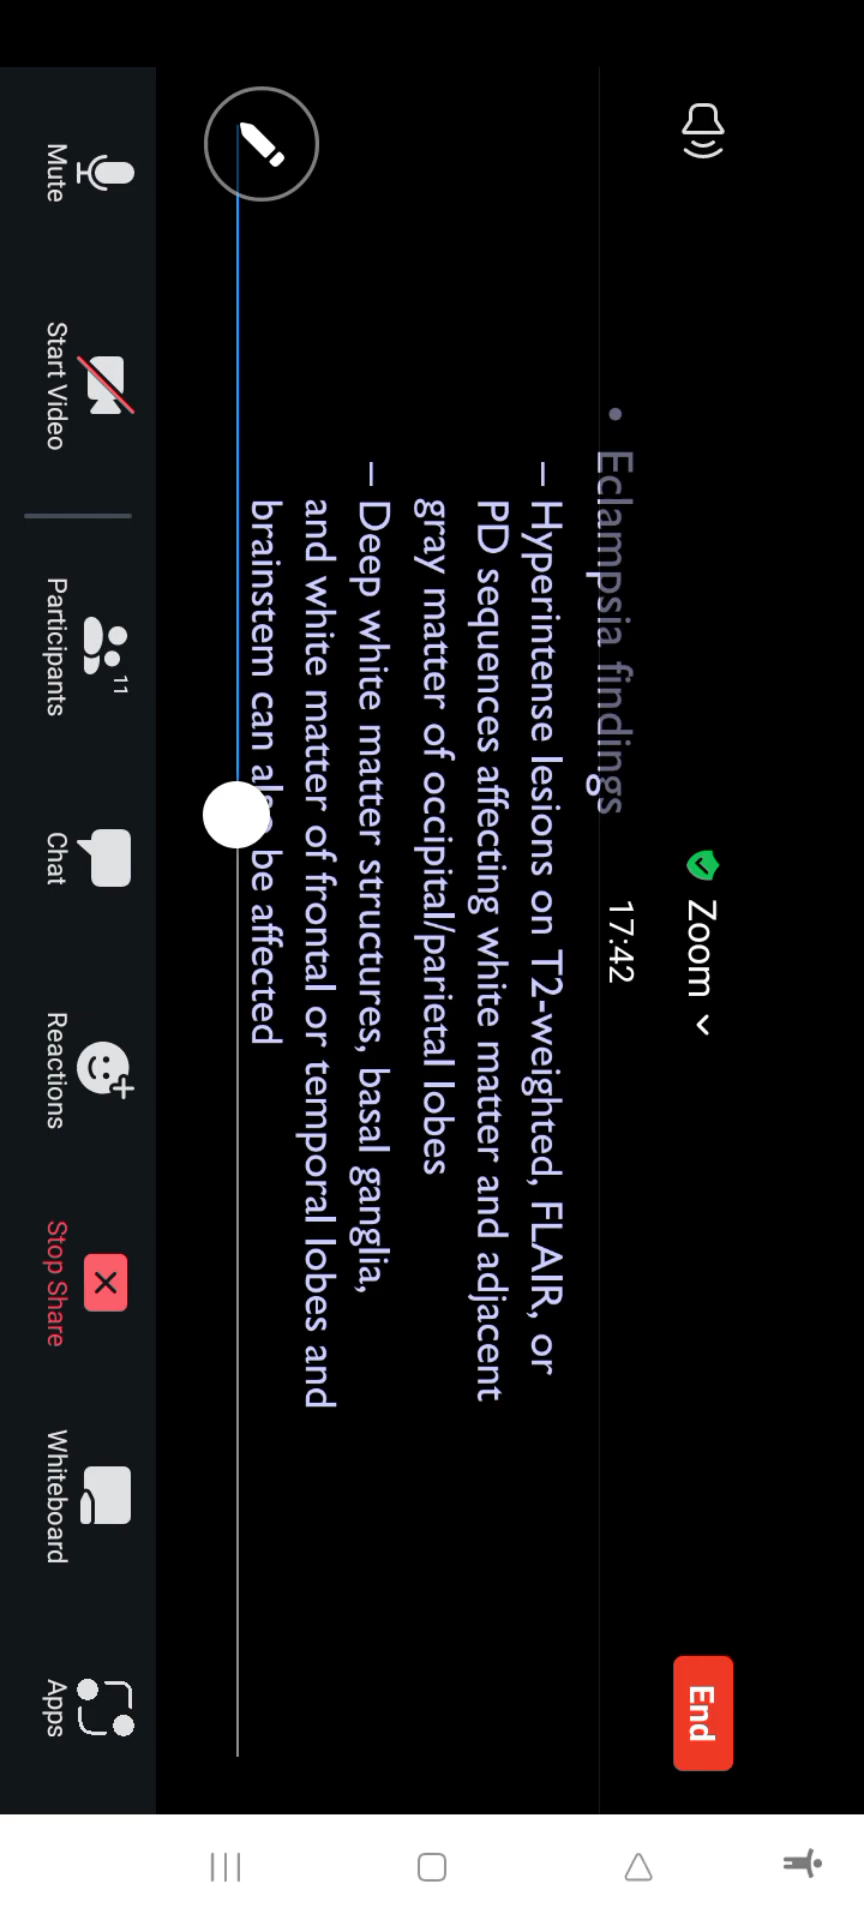 Zoom
End
17:42
• Eclampsia findings
– Hyperintense lesions on T2-weighted, FLAIR, or
PD sequences affecting white matter and adjacent
gray matter of occipital/parietal lobes
– Deep white matter structures, basal ganglia,
and white matter of frontal or temporal lobes and
brainstem can also be affected
11
Mute
Start Video
Participants
Chat
Reactions
Stop Share
Whiteboard
Apps